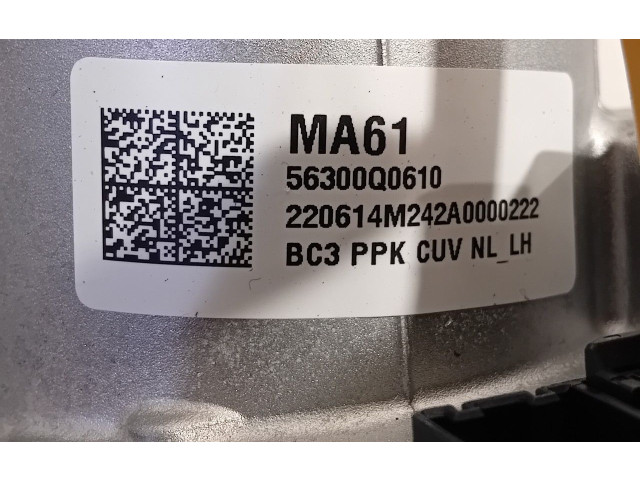 MA61
56300Q0610
220614M242A0000222
BC3 PPK CUV NL_LH